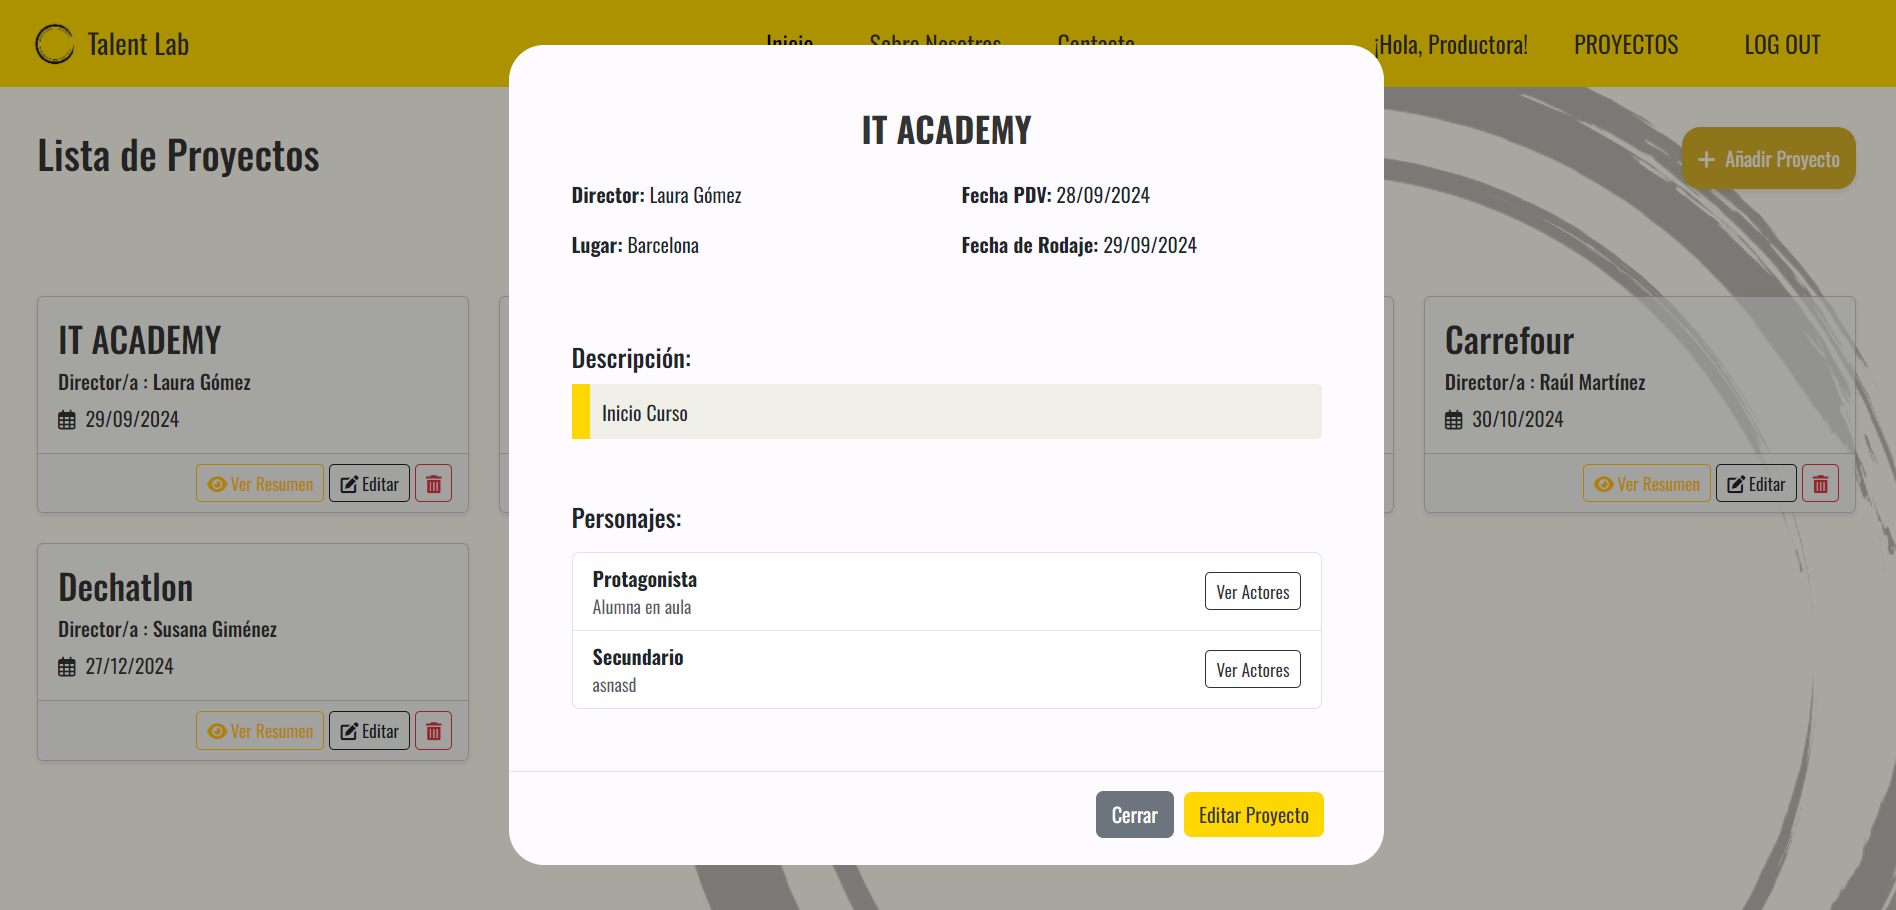 Talent Lab
Inicio
Sobre Nosotros
Contacto
¡Hola, Productora!
PROYECTOS
LOG OUT
Lista de Proyectos
Añadir Proyecto
IT ACADEMY
Director/a : Laura Gómez
29/09/2024
Ver Resumen
Editar
Carrefour
Director/a : Raúl Martínez
30/10/2024
Ver Resumen
Editar
Dechatlon
Director/a : Susana Giménez
27/12/2024
Ver Resumen
Editar
IT ACADEMY
Director: Laura Gómez
Fecha PDV: 28/09/2024
Lugar: Barcelona
Fecha de Rodaje: 29/09/2024
Descripción:
Inicio Curso
Personajes:
Protagonista
Alumna en aula
Ver Actores
Secundario
asnasd
Ver Actores
Cerrar
Editar Proyecto